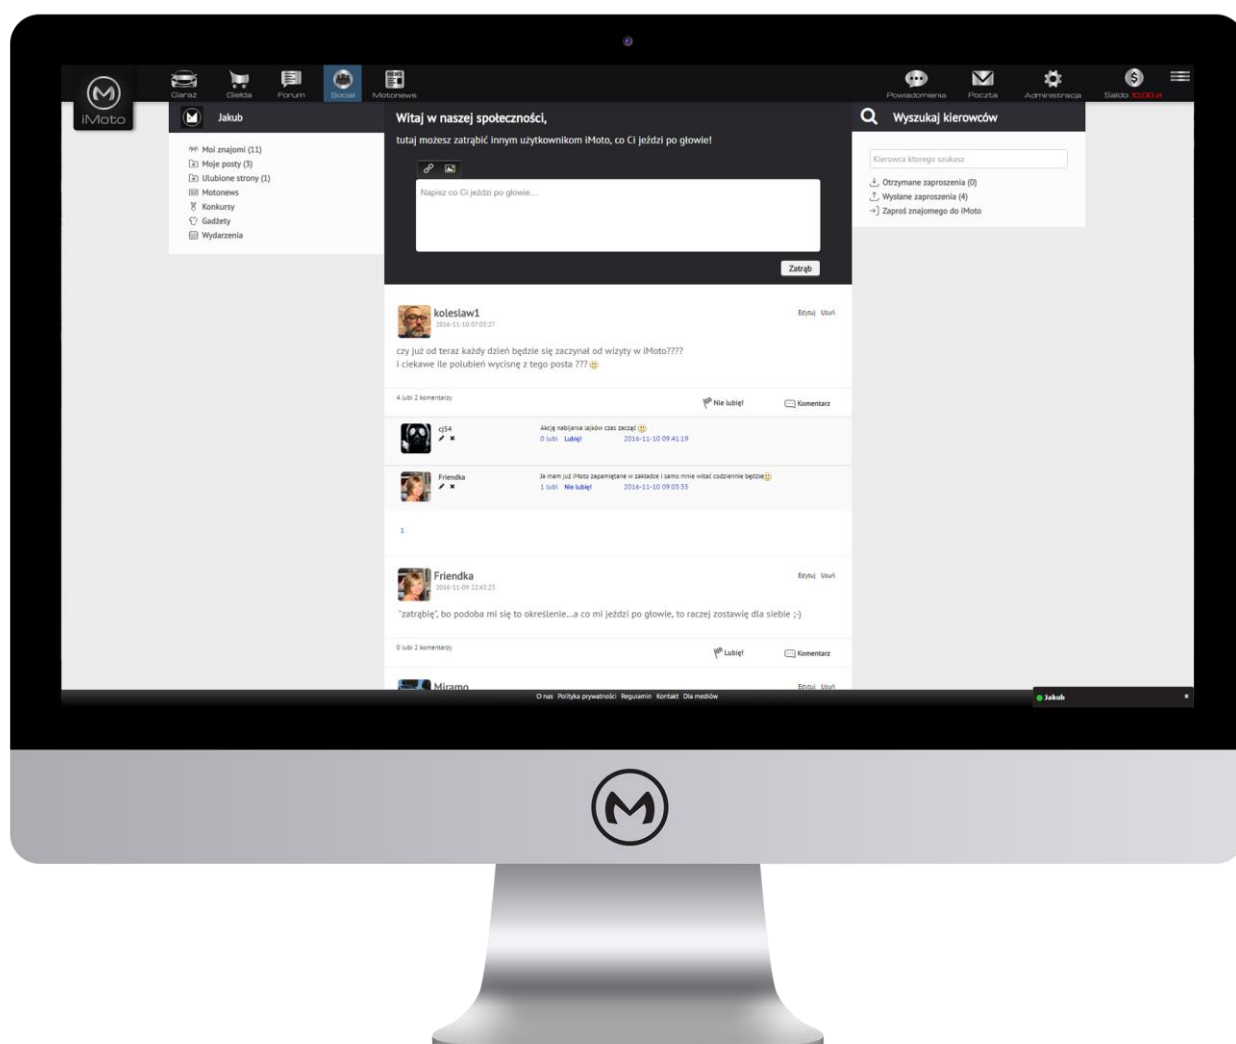 iMoto
Garaż
Giełda
Forum
Social
NEWS
Motonews
Powiadomienia
Poczta
Administracja
Saldo: 10.00 zł
Jakub
Moi znajomi (11)
Moje posty (3)
Ulubione strony (1)
Motonews
Konkursy
Gadżety
Wydarzenia
Witaj w naszej społeczności,
tutaj możesz zatrąbić innym użytkownikom iMoto, co Ci jeździ po głowie!
Napisz co Ci jeździ po głowie...
Zatrąb
koleslaw1
2016-11-10 07:03:27
Edytuj Usuń
czy już od teraz każdy dzień będzie się zaczynał od wizyty w iMoto????
i ciekawe ile polubień wycisnę z tego posta ???
4 lubi 2 komentarzy
Nie lubię!
Komentarz
cj54
Akcję nabijania lajków czas zacząć
0 lubi Lubię! 2016-11-10 09:41:19
Friendka
Ja mam już iMoto zapamiętane w zakładce i samo mnie witać codziennie będzie
1 lubi Nie lubię! 2016-11-10 09:03:55
1
Friendka
2016-11-09 22:43:23
Edytuj Usuń
"zatrąbię", bo podoba mi się to określenie...a co mi jeździ po głowie, to raczej zostawię dla siebie ;-)
0 lubi 2 komentarzy
Lubię!
Komentarz
Miramo
Edytuj Usuń
Wyszukaj kierowców
Kierowca ktorego szukasz
Otrzymane zaproszenia (0)
Wysłane zaproszenia (4)
Zaproś znajomego do iMoto
O nas Polityka prywatności Regulamin Kontakt Dla mediów
Jakub